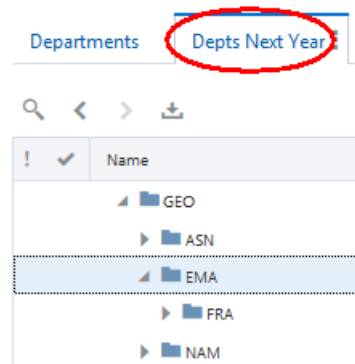 Departments Depts Next Year
! Name
GEO
ASN
EMA
FRA
NAM